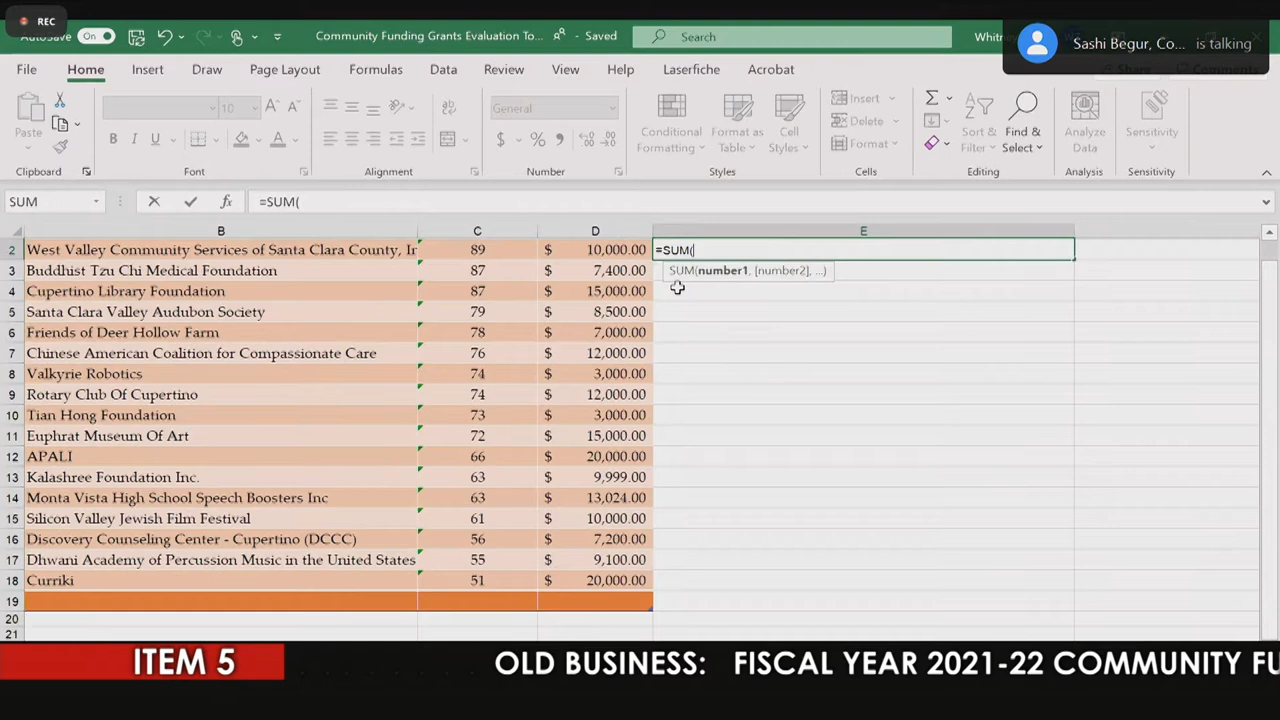 REC
AutoSave On Community Funding Grants Evaluation To... Saved Search
Sashi Begur, Co... is talking
File Home Insert Draw Page Layout Formulas Data Review View Help Laserfiche Acrobat Share Comments
10 General
Paste B I U $ % Conditional Formatting Format as Table Cell Styles Insert Delete Format Sort & Filter Find & Select Analyze Data Sensitivity
Clipboard Font Alignment Number Styles Cells Editing Analysis Sensitivity
SUM fx =SUM(
B C D E
2 West Valley Community Services of Santa Clara County, In 89 $ 10,000.00 =SUM(
3 Buddhist Tzu Chi Medical Foundation 87 $ 7,400.00 SUM(number1, [number2], ...)
4 Cupertino Library Foundation 87 $ 15,000.00
5 Santa Clara Valley Audubon Society 79 $ 8,500.00
6 Friends of Deer Hollow Farm 78 $ 7,000.00
7 Chinese American Coalition for Compassionate Care 76 $ 12,000.00
8 Valkyrie Robotics 74 $ 3,000.00
9 Rotary Club Of Cupertino 74 $ 12,000.00
10 Tian Hong Foundation 73 $ 3,000.00
11 Euphrat Museum Of Art 72 $ 15,000.00
12 APALI 66 $ 20,000.00
13 Kalashree Foundation Inc. 63 $ 9,999.00
14 Monta Vista High School Speech Boosters Inc 63 $ 13,024.00
15 Silicon Valley Jewish Film Festival 61 $ 10,000.00
16 Discovery Counseling Center - Cupertino (DCCC) 56 $ 7,200.00
17 Dhwani Academy of Percussion Music in the United States 55 $ 9,100.00
18 Curriki 51 $ 20,000.00
19
20
21
ITEM 5 OLD BUSINESS: FISCAL YEAR 2021-22 COMMUNITY FU